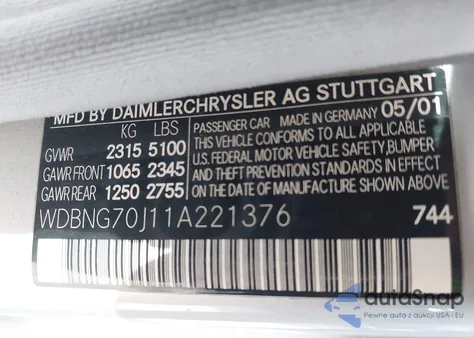 MFD BY DAIMLERCHRYSLER AG STUTTGART
KG LBS
GVWR 2315 5100
GAWR FRONT 1065 2345
GAWR REAR 1250 2755
PASSENGER CAR MADE IN GERMANY 05/01
THIS VEHICLE CONFORMS TO ALL APPLICABLE
U.S. FEDERAL MOTOR VEHICLE SAFETY, BUMPER
AND THEFT PREVENTION STANDARDS IN EFFECT
ON THE DATE OF MANUFACTURE SHOWN ABOVE
WDBNG70J11A221376 744
autoSnap
Pewne auta z aukcji USA i EU